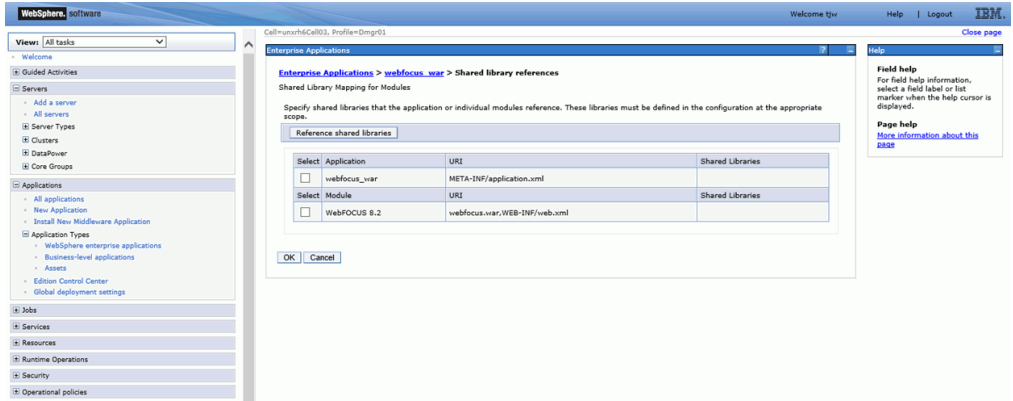 WebSphere. software
Welcome tjw
Help | Logout
IBM.
View: All tasks
Welcome
Guided Activities
Servers
Add a server
All servers
Server Types
Clusters
DataPower
Core Groups
Applications
All applications
New Application
Install New Middleware Application
Application Types
WebSphere enterprise applications
Business-level applications
Assets
Edition Control Center
Global deployment settings
Jobs
Services
Resources
Runtime Operations
Security
Operational policies
Cell=unxrh6Cell03, Profile=Dmgr01
Close page
Enterprise Applications
?
Enterprise Applications > webfocus_war > Shared library references
Shared Library Mapping for Modules
Specify shared libraries that the application or individual modules reference. These libraries must be defined in the configuration at the appropriate
scope.
Reference shared libraries
Select Application URI Shared Libraries
webfocus_war META-INF/application.xml
Select Module URI Shared Libraries
WebFOCUS 8.2 webfocus.war,WEB-INF/web.xml
OK Cancel
Help
Field help
For field help information,
select a field label or list
marker when the help cursor is
displayed.
Page help
More information about this
page